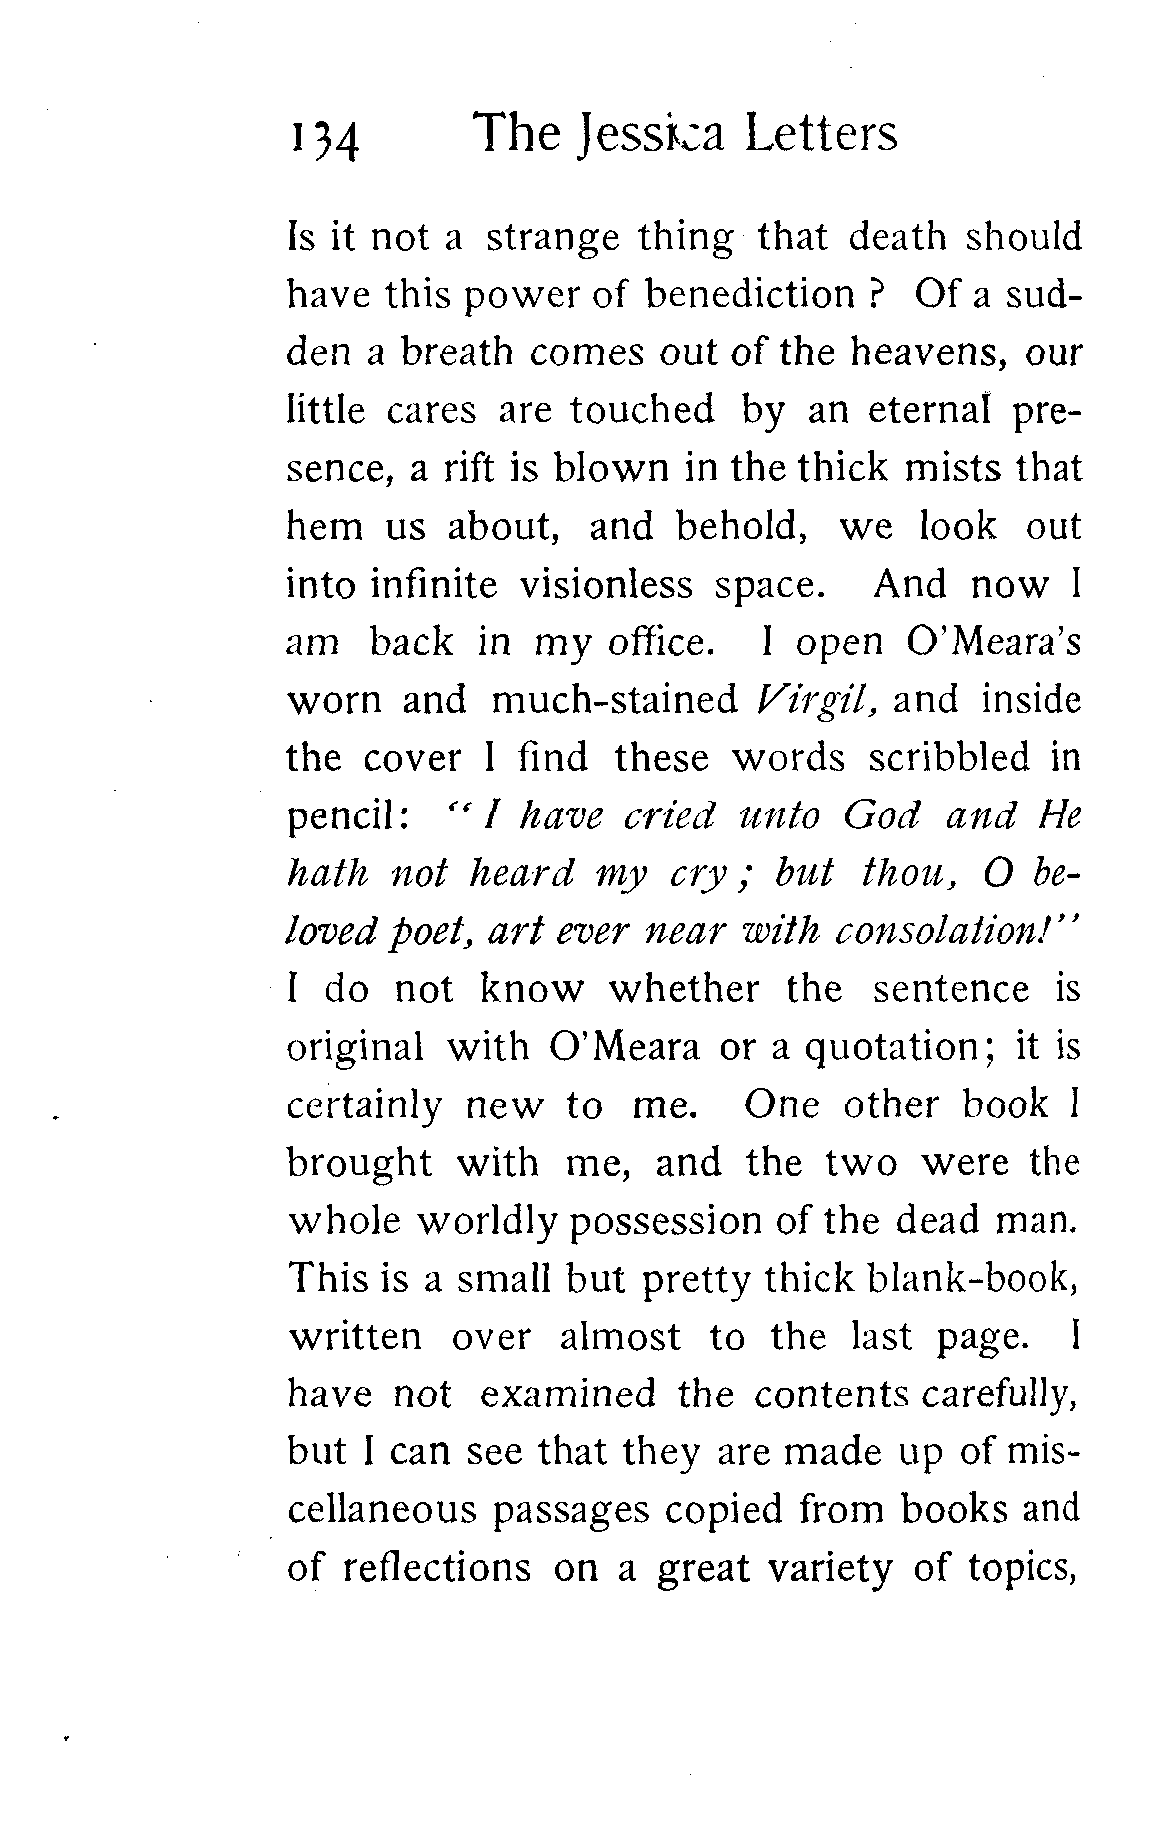 134 The Jessica Letters
Is it not a strange thing that death should
have this power of benediction ? Of a sud-
den a breath comes out of the heavens, our
little cares are touched by an eternal pre-
sence, a rift is blown in the thick mists that
hem us about, and behold, we look out
into infinite visionless space. And now I
am back in my office. I open O'Meara's
worn and much-stained Virgil, and inside
the cover I find these words scribbled in
pencil: "I have cried unto God and He
hath not heard my cry; but thou, O be-
loved poet, art ever near with consolation!"
I do not know whether the sentence is
original with O'Meara or a quotation; it is
certainly new to me. One other book I
brought with me, and the two were the
whole worldly possession of the dead man.
This is a small but pretty thick blank-book,
written over almost to the last page. I
have not examined the contents carefully,
but I can see that they are made up of mis-
cellaneous passages copied from books and
of reflections on a great variety of topics,